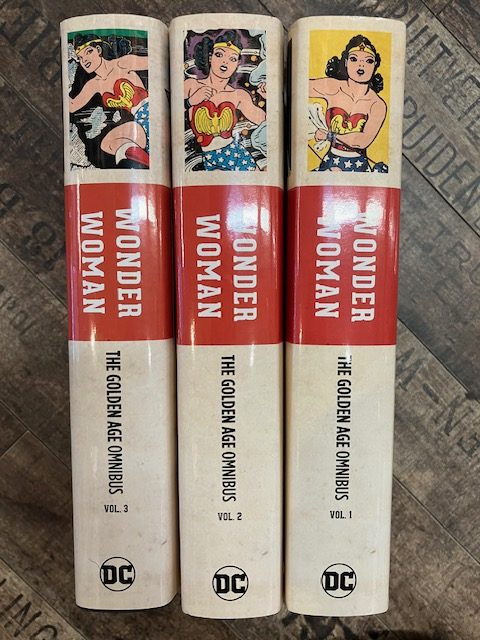 WONDER
WOMAN
THE GOLDEN AGE OMNIBUS
VOL. 3
DC
WONDER
WOMAN
THE GOLDEN AGE OMNIBUS
VOL. 2
DC
WONDER
WOMAN
THE GOLDEN AGE OMNIBUS
VOL. 1
DC